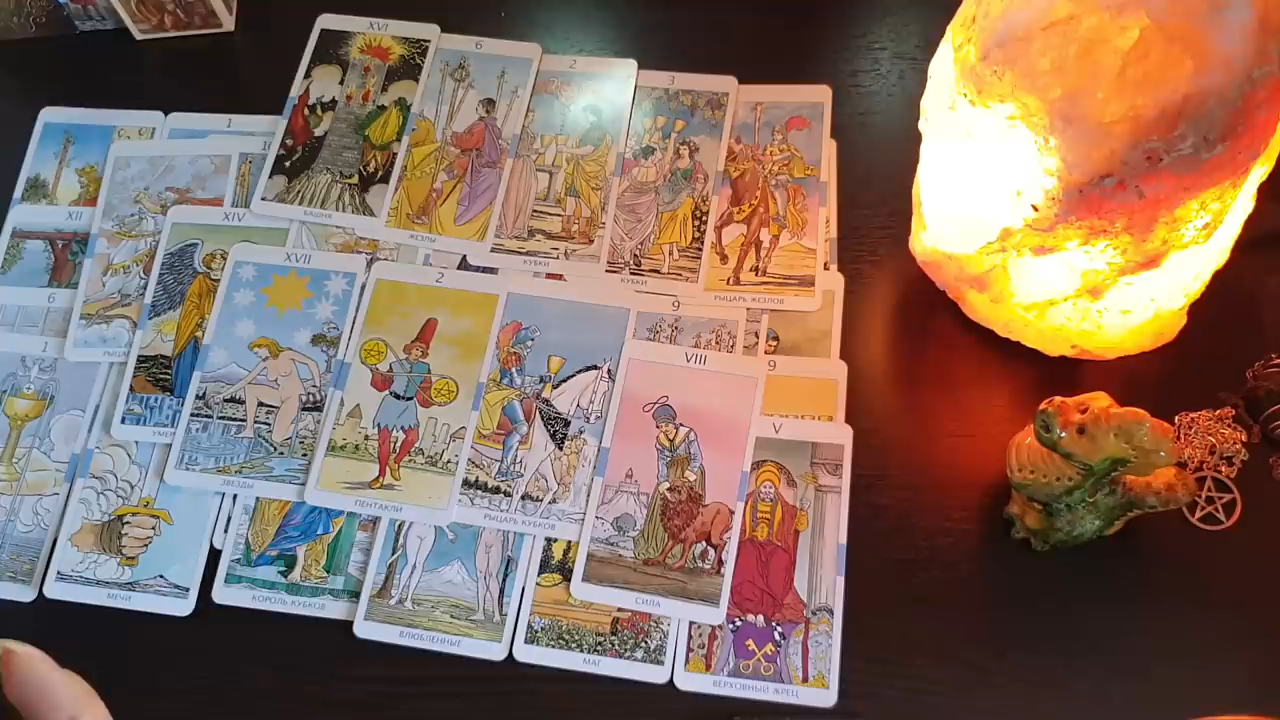 XVI
БАШНЯ
6
ЖЕЗЛЫ
2
КУБКИ
3
КУБКИ
РЫЦАРЬ ЖЕЗЛОВ
1
XII
XIV
XVII
ЗВЕЗДЫ
2
ПЕНТАКЛИ
РЫЦАРЬ КУБКОВ
9
VIII
СИЛА
9
V
ВЕРХОВНЫЙ ЖРЕЦ
6
1
МЕЧИ
КОРОЛЬ КУБКОВ
ВЛЮБЛЕННЫЕ
МАГ